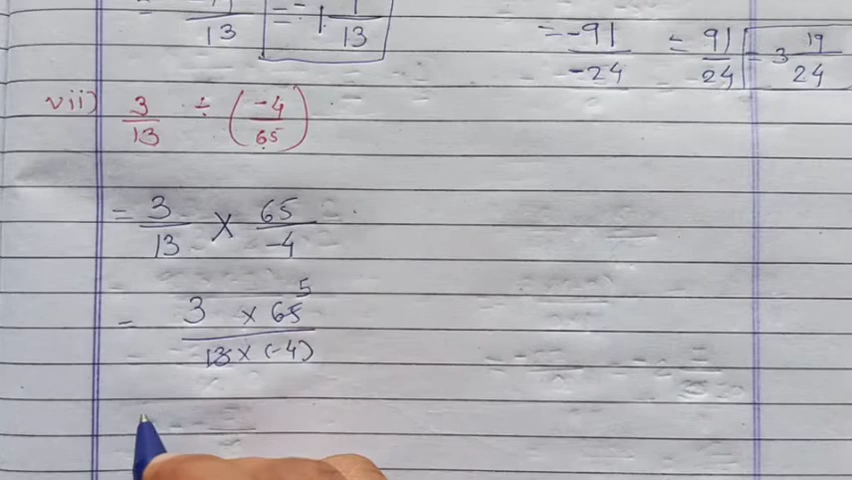 13 = -1 1/13
= -91/-24 = 91/24 = 3 19/24
vii) 3/13 ÷ (-4/65)
= 3/13 × 65/-4
= 3 × 65 5 / 13 × (-4)